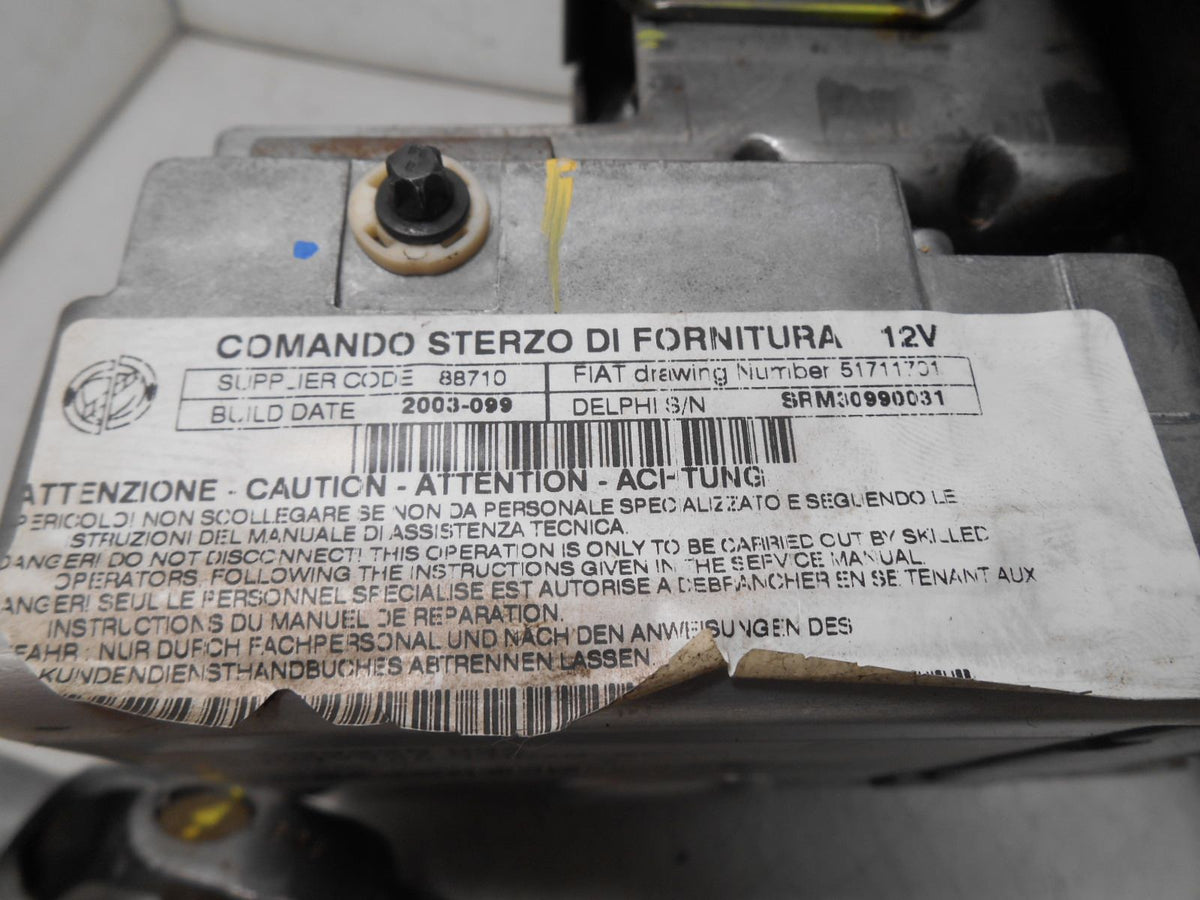 COMANDO STERZO DI FORNITURA 12V
SUPPLIER CODE 88710 FIAT drawing Number 51711701
BUILD DATE 2003-099 DELPHI S/N SRM30990031
ATTENZIONE - CAUTION - ATTENTION - ACHTUNG
PERICOLO! NON SCOLLEGARE SE NON DA PERSONALE SPECIALIZZATO E SEGUENDO LE
STRUZIONI DEL MANUALE DI ASSISTENZA TECNICA.
DANGER! DO NOT DISCONNECT! THIS OPERATION IS ONLY TO BE CARRIED OUT BY SKILLED
OPERATORS, FOLLOWING THE INSTRUCTIONS GIVEN IN THE SERVICE MANUAL.
ANGER! SEUL LE PERSONNEL SPECIALISE EST AUTORISE A DEBRANCHER EN SE TENANT AUX
INSTRUCTIONS DU MANUEL DE REPARATION.
EFAHR : NUR DURCH FACHPERSONAL UND NACH DEN ANWEISUNGEN DES
KUNDENDIENSTHANDBUCHES ABTRENNEN LASSEN.